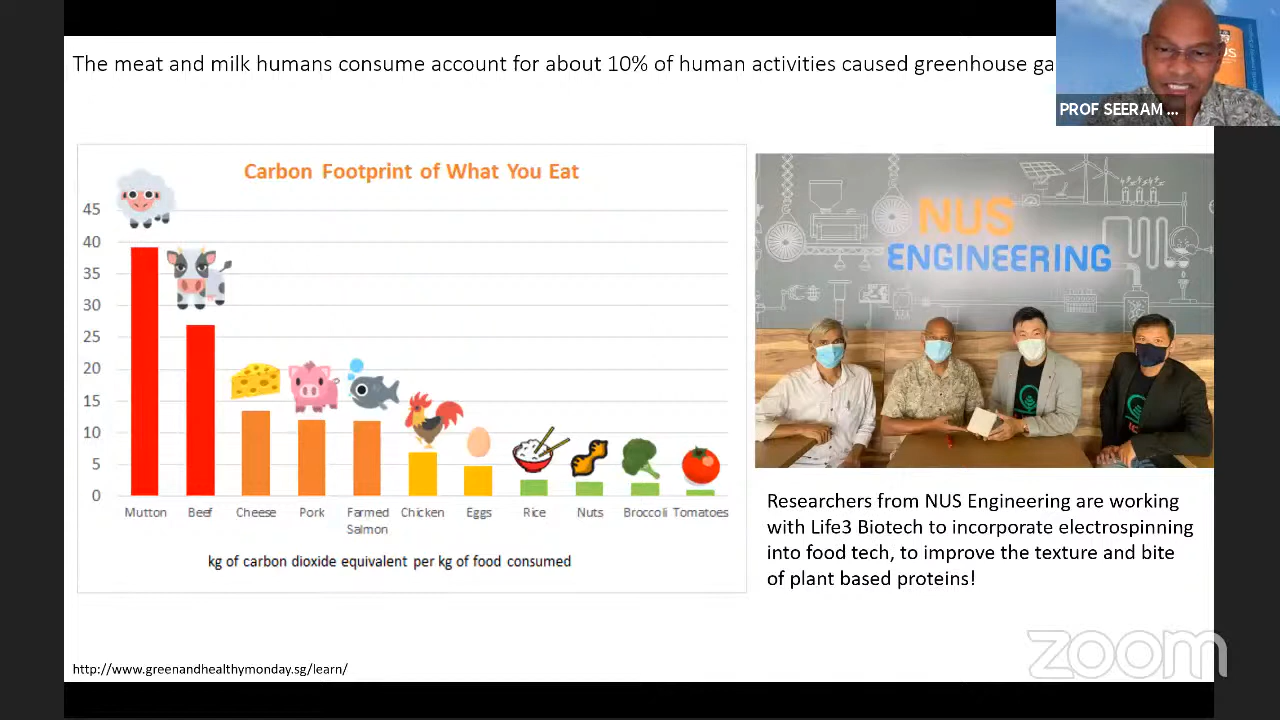 The meat and milk humans consume account for about 10% of human activities caused greenhouse
PROF SEERAM ...
Carbon Footprint of What You Eat
45
40
35
30
25
20
15
10
5
0
Mutton Beef Cheese Pork Farmed Salmon Chicken Eggs Rice Nuts Broccoli Tomatoes
kg of carbon dioxide equivalent per kg of food consumed
NUS
ENGINEERING
Researchers from NUS Engineering are working
with Life3 Biotech to incorporate electrospinning
into food tech, to improve the texture and bite
of plant based proteins!
http://www.greenandhealthymonday.sg/learn/
zoom